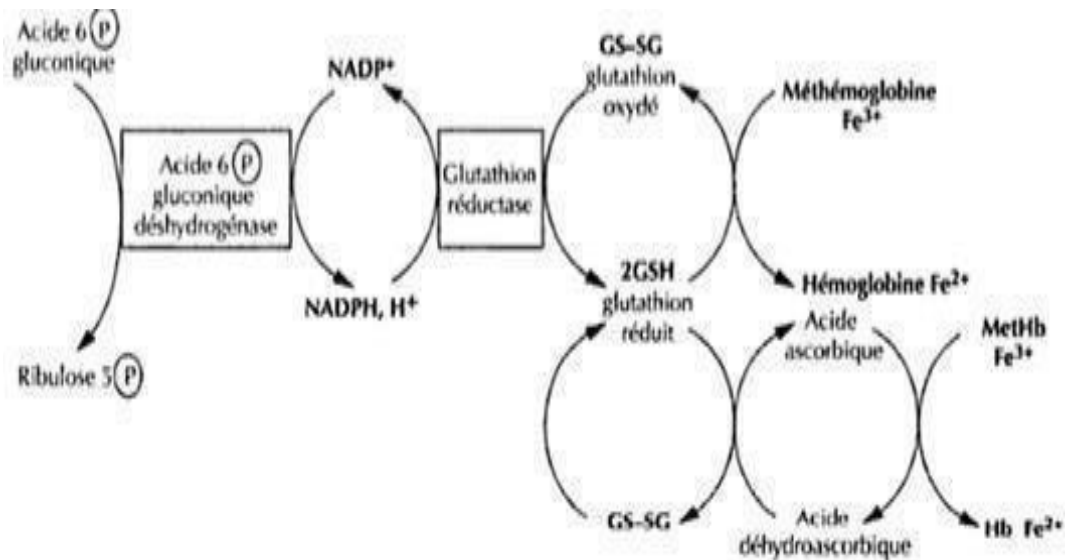 Acide 6 P
gluconique
NADP+
GS–SG
glutathion
oxydé
Méthémoglobine
Fe3+
Acide 6 P
gluconique
déshydrogénase
Glutathion
réductase
NADPH, H+
2GSH
glutathion
réduit
Hémoglobine Fe2+
Acide
ascorbique
MetHb
Fe3+
Ribulose 5 P
GS–SG
Acide
déhydroascorbique
Hb Fe2+